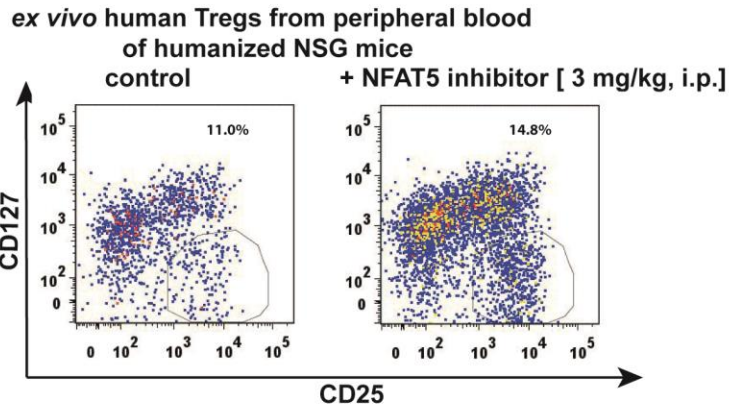 ex vivo human Tregs from peripheral blood
of humanized NSG mice
control
+ NFAT5 inhibitor [ 3 mg/kg, i.p.]
11.0%
14.8%
10^5
10^4
10^3
10^2
0
10^5
10^4
10^3
10^2
0
CD127
0 10^2 10^3 10^4 10^5
0 10^2 10^3 10^4 10^5
CD25